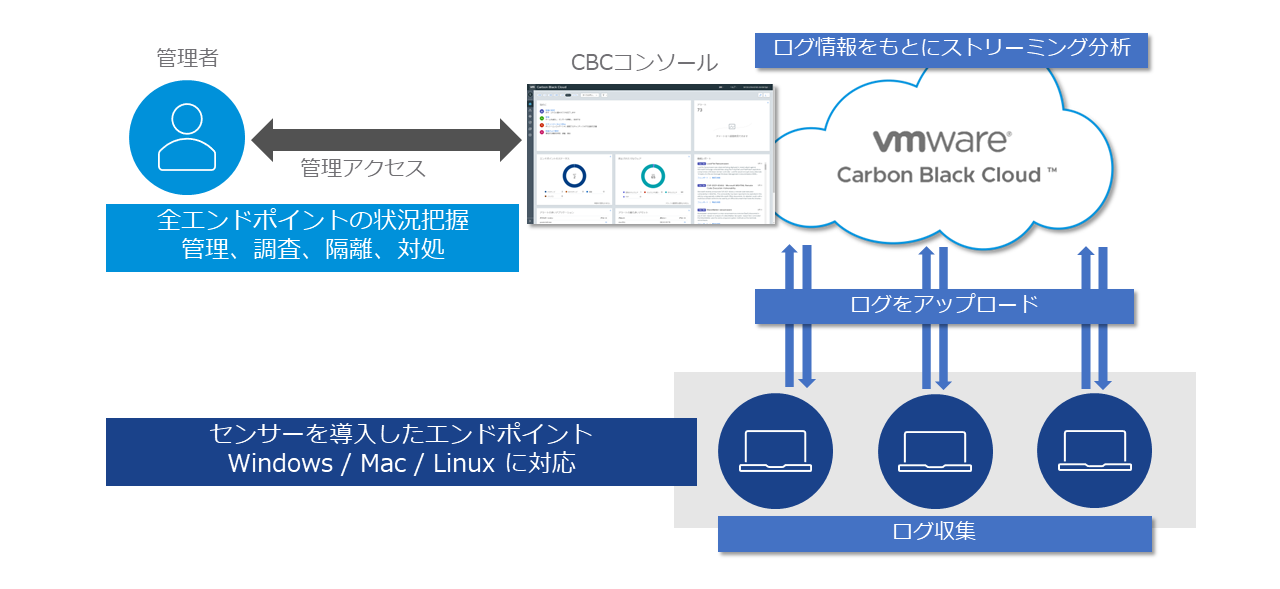 管理者
管理アクセス
全エンドポイントの状況把握
管理、調査、隔離、対処
CBCコンソール
Carbon Black Cloud
ログ情報をもとにストリーミング分析
vmware®
Carbon Black Cloud ™
ログをアップロード
センサーを導入したエンドポイント
Windows / Mac / Linux に対応
ログ収集